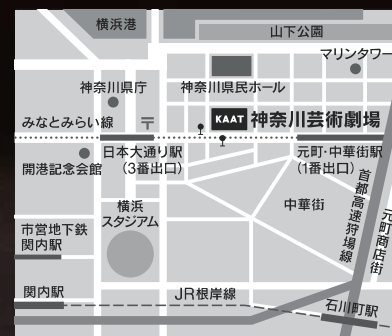 横浜港
山下公園
マリンタワー
神奈川県庁
神奈川県民ホール
みなとみらい線
〒
KAAT 神奈川芸術劇場
開港記念会館
日本大通り駅
(3番出口)
元町・中華街駅
(1番出口)
横浜
スタジアム
中華街
首都高速狩場線
元町商店街
市営地下鉄
関内駅
関内駅
JR根岸線
石川町駅